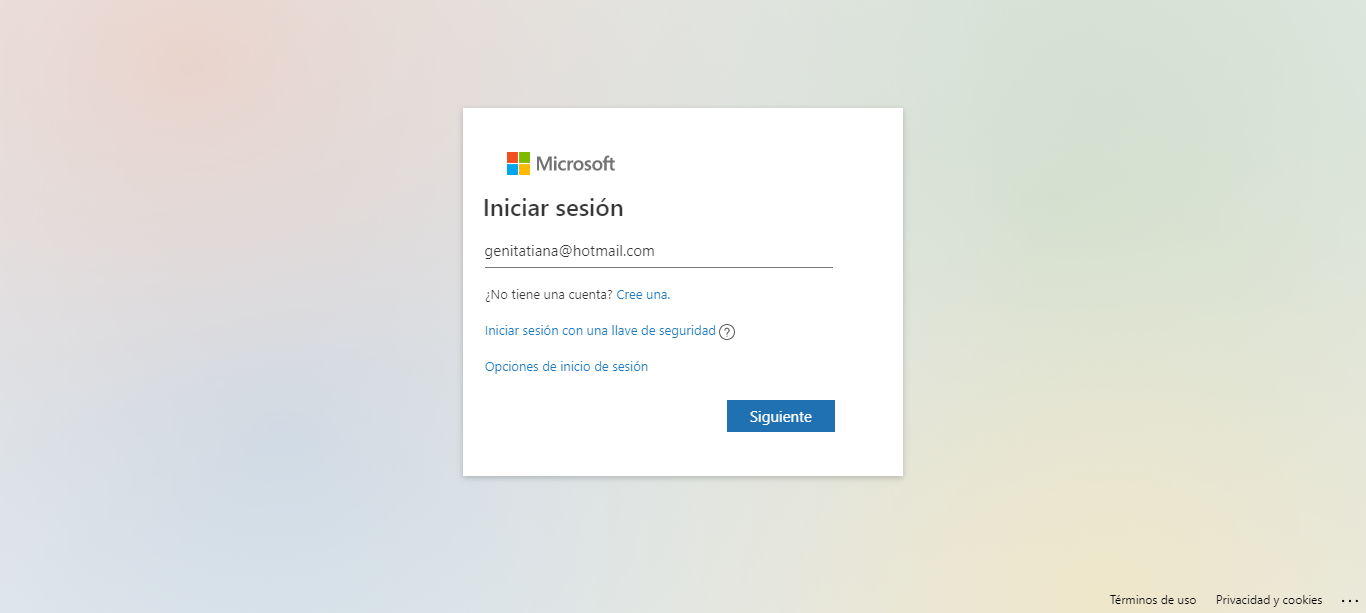 Microsoft
Iniciar sesión
genitatiana@hotmail.com
¿No tiene una cuenta? Cree una.
Iniciar sesión con una llave de seguridad ?
Opciones de inicio de sesión
Siguiente
Términos de uso Privacidad y cookies ...